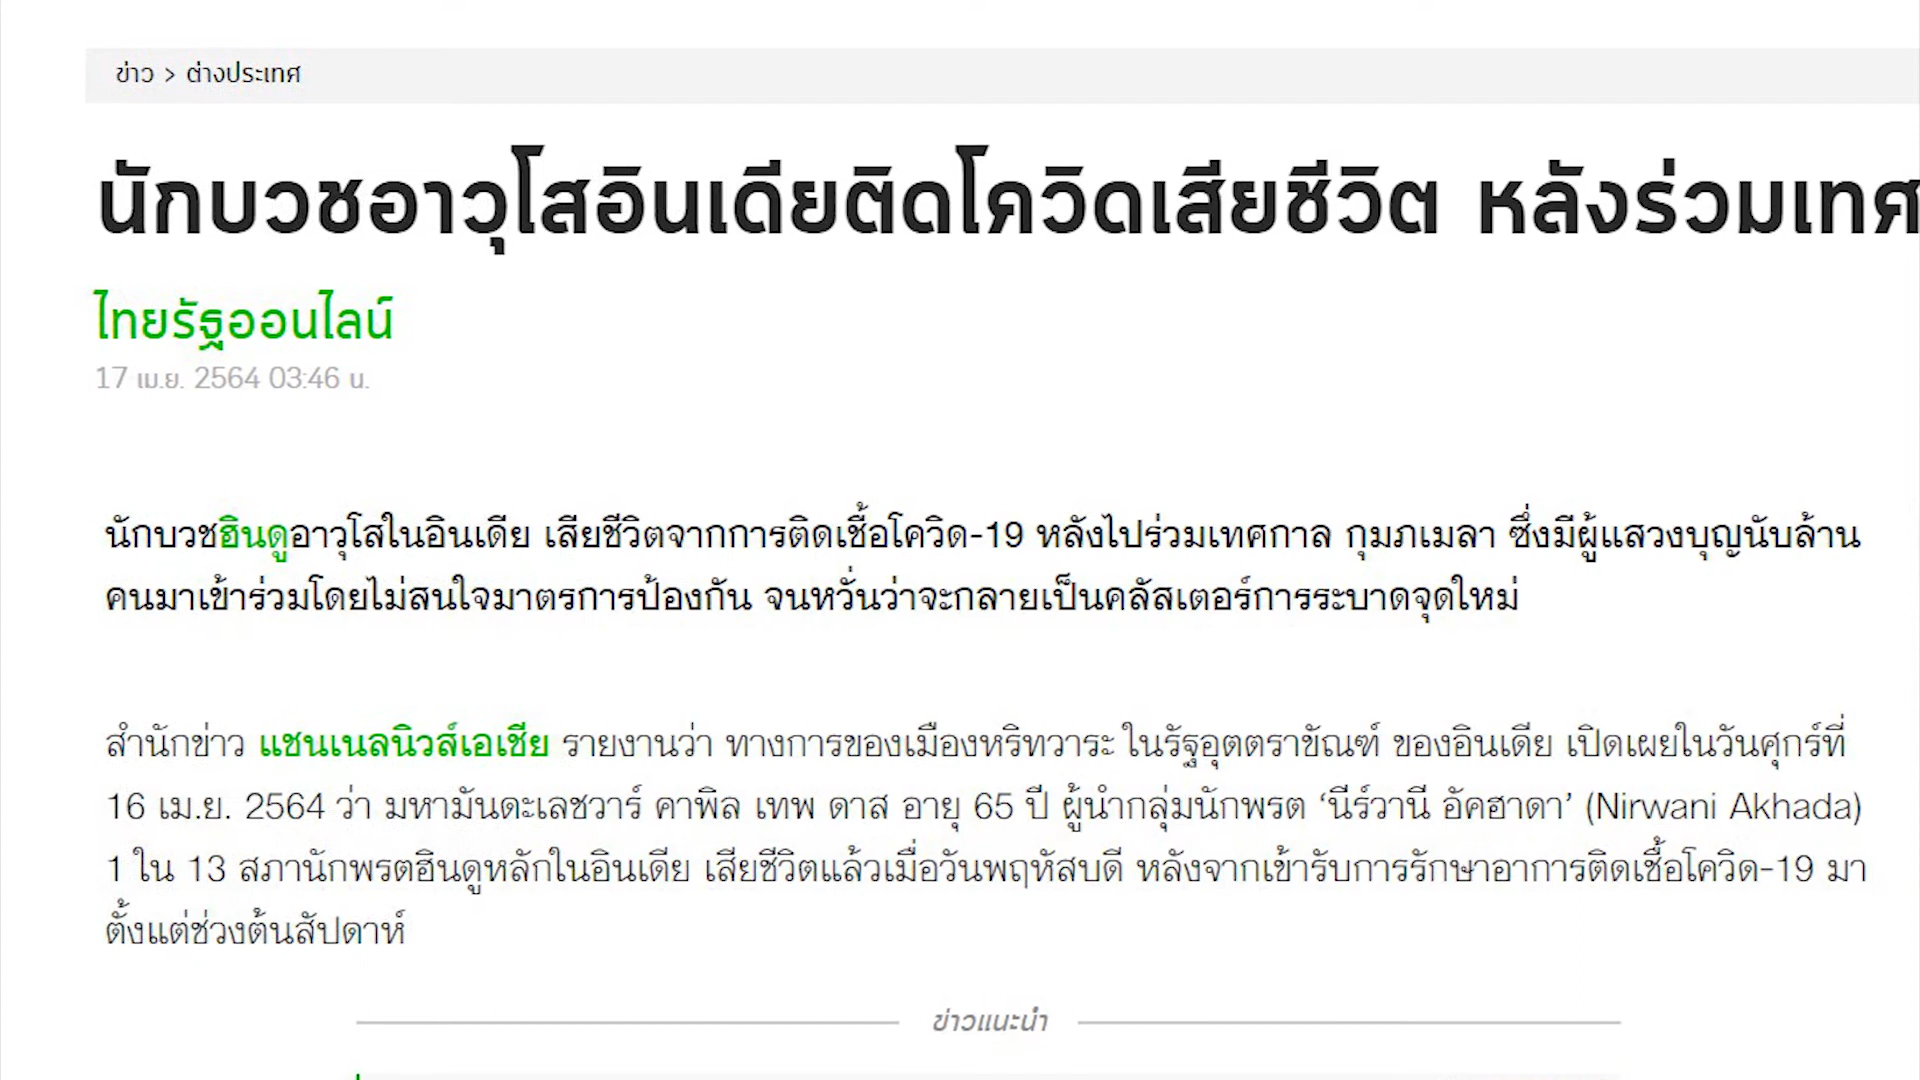 ข่าว > ต่างประเทศ
นักบวชอาวุโสอินเดียติดโควิดเสียชีวิต หลังร่วมเทศ
ไทยรัฐออนไลน์
17 เม.ย. 2564 03:46 น.
นักบวชฮินดูอาวุโสในอินเดีย เสียชีวิตจากการติดเชื้อโควิด-19 หลังไปร่วมเทศกาล กุมภเมลา ซึ่งมีผู้แสวงบุญนับล้าน
คนมาเข้าร่วมโดยไม่สนใจมาตรการป้องกัน จนหวั่นว่าจะกลายเป็นคลัสเตอร์การระบาดจุดใหม่
สำนักข่าว แชนเนลนิวส์เอเชีย รายงานว่า ทางการของเมืองหริทวาระ ในรัฐอุตตราขัณฑ์ ของอินเดีย เปิดเผยในวันศุกร์ที่
16 เม.ย. 2564 ว่า มหามันดะเลชวาร์ คาพิล เทพ ดาส อายุ 65 ปี ผู้นำกลุ่มนักพรต ‘นีร์วานี อัคฮาดา’ (Nirwani Akhada)
1 ใน 13 สภานักพรตฮินดูหลักในอินเดีย เสียชีวิตแล้วเมื่อวันพฤหัสบดี หลังจากเข้ารับการรักษาอาการติดเชื้อโควิด-19 มา
ตั้งแต่ช่วงต้นสัปดาห์
ข่าวแนะนำ